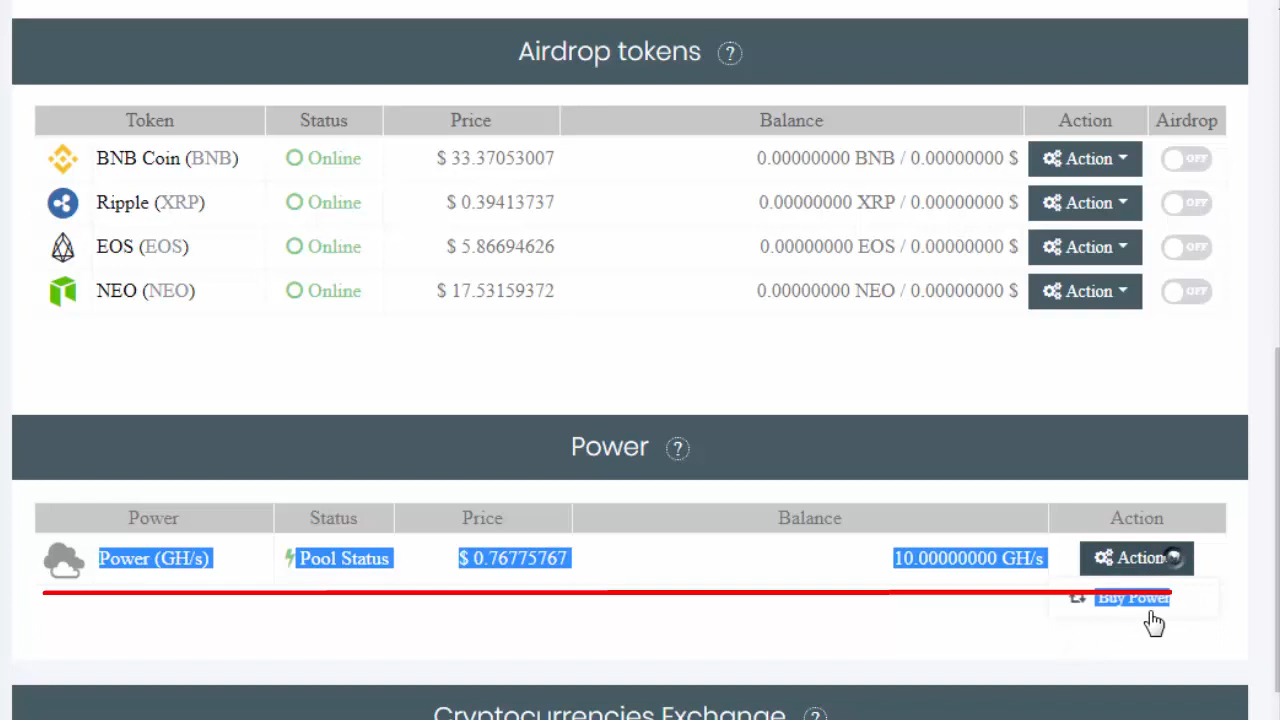 Airdrop tokens ?
Token Status Price Balance Action Airdrop
BNB Coin (BNB) Online $ 33.37053007 0.00000000 BNB / 0.00000000 $ Action OFF
Ripple (XRP) Online $ 0.39413737 0.00000000 XRP / 0.00000000 $ Action OFF
EOS (EOS) Online $ 5.86694626 0.00000000 EOS / 0.00000000 $ Action OFF
NEO (NEO) Online $ 17.53159372 0.00000000 NEO / 0.00000000 $ Action OFF
Power ?
Power Status Price Balance Action
Power (GH/s) Pool Status $ 0.76775767 10.00000000 GH/s Action
Buy Power
Cryptocurrencies Exchange ?